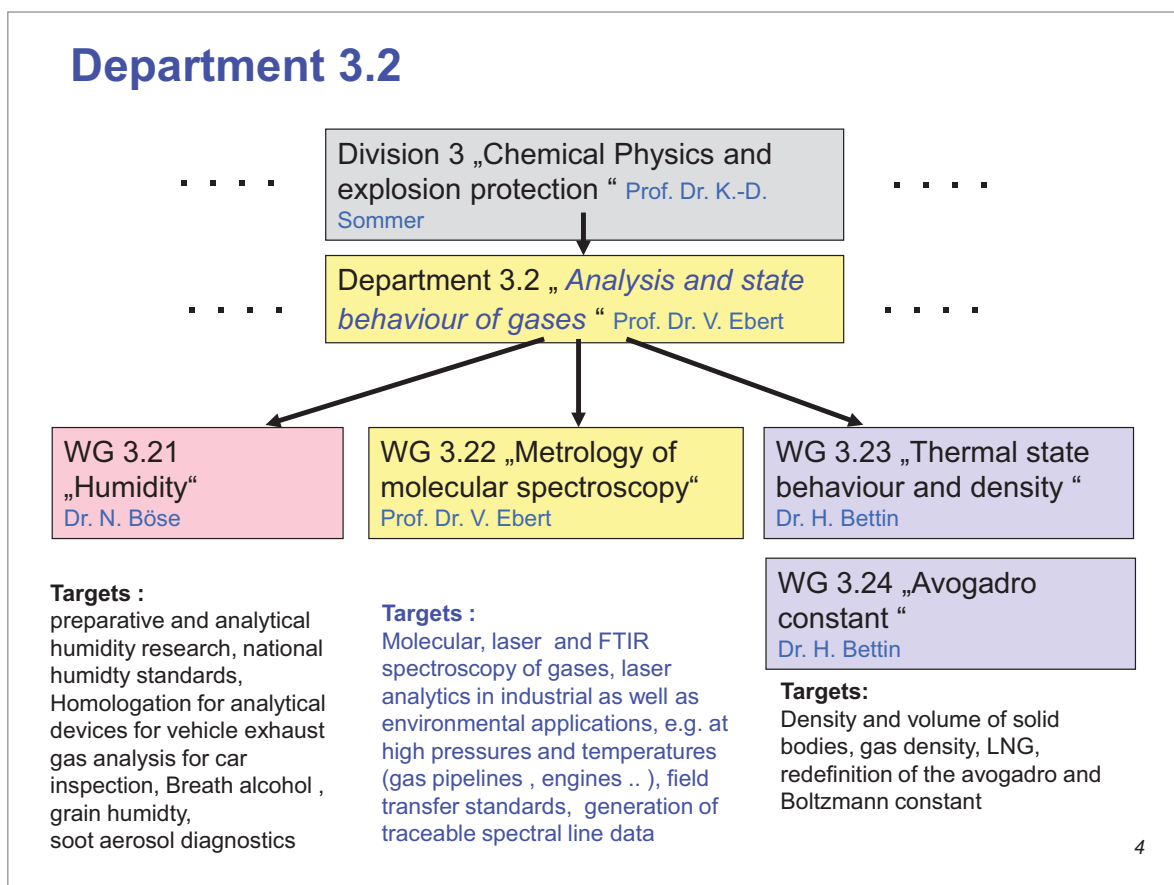 Department 3.2
. . . .
Division 3 „Chemical Physics and
explosion protection “ Prof. Dr. K.-D.
Sommer
. . . .
. . . .
Department 3.2 „ Analysis and state
behaviour of gases “ Prof. Dr. V. Ebert
. . . .
WG 3.21
„Humidity“
Dr. N. Böse
WG 3.22 „Metrology of
molecular spectroscopy“
Prof. Dr. V. Ebert
WG 3.23 „Thermal state
behaviour and density “
Dr. H. Bettin
WG 3.24 „Avogadro
constant “
Dr. H. Bettin
Targets :
preparative and analytical
humidity research, national
humidty standards,
Homologation for analytical
devices for vehicle exhaust
gas analysis for car
inspection, Breath alcohol ,
grain humidty,
soot aerosol diagnostics
Targets :
Molecular, laser and FTIR
spectroscopy of gases, laser
analytics in industrial as well as
environmental applications, e.g. at
high pressures and temperatures
(gas pipelines , engines .. ), field
transfer standards, generation of
traceable spectral line data
Targets:
Density and volume of solid
bodies, gas density, LNG,
redefinition of the avogadro and
Boltzmann constant
4